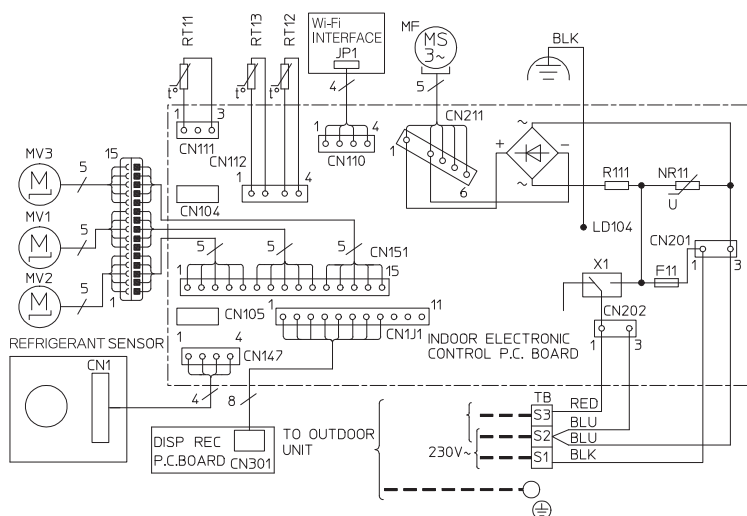 RT11
RT13
RT12
Wi-Fi
INTERFACE
JP1
MF
MS
3~
BLK
t°
t°
t°
4
5
1
3
CN111
CN112
1
4
CN110
1
4
CN211
1
6
+
~
−
~
R111
NR11
U
MV3
M
5
15
CN104
LD104
MV1
M
5
5
5
5
CN151
1
15
CN201
1
3
X1
F11
MV2
M
5
1
CN105
1
11
CN1J1
CN202
1
3
INDOOR ELECTRONIC
CONTROL P.C. BOARD
REFRIGERANT SENSOR
CN1
1
4
CN147
4
8
DISP REC
P.C.BOARD
CN301
TO OUTDOOR
UNIT
230V~
TB
S3
RED
S2
BLU
BLU
S1
BLK